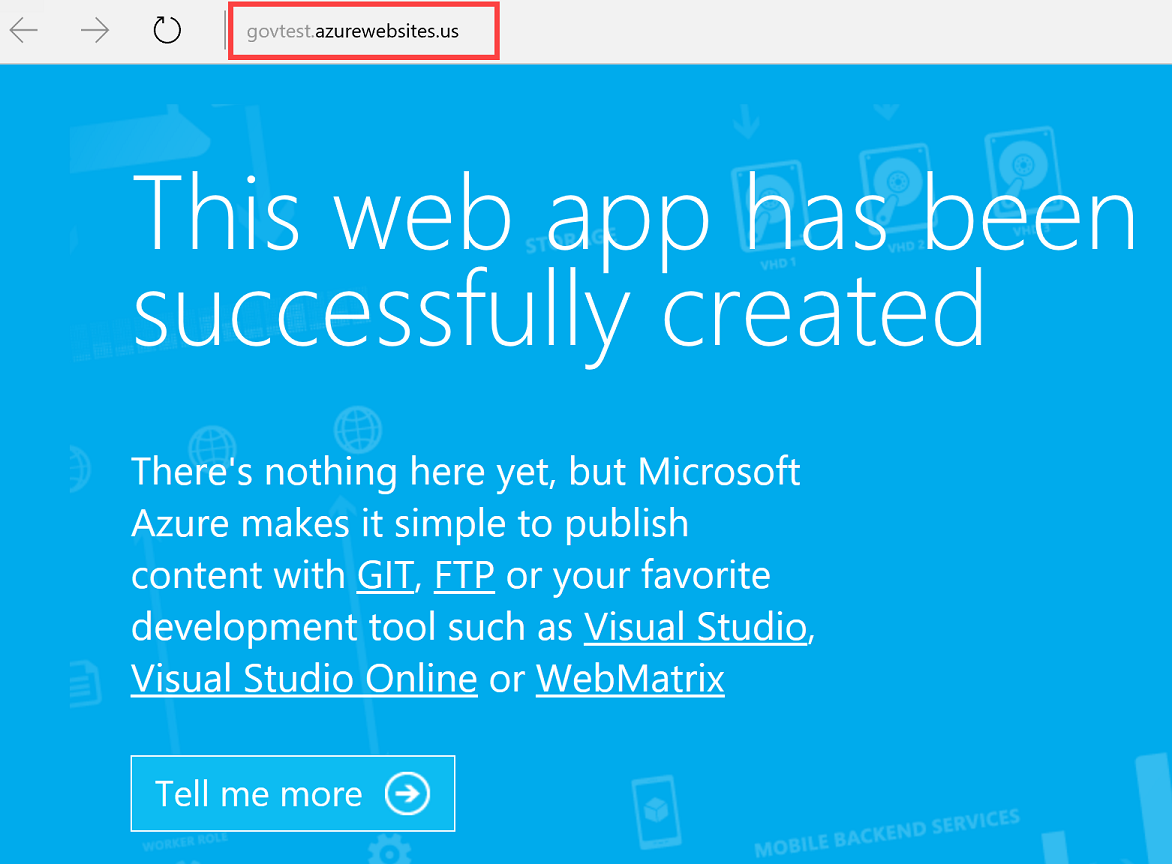 govtest.azurewebsites.us
STORAGE
VHD 1
VHD 2
VHD 3
This web app has been
successfully created
There's nothing here yet, but Microsoft
Azure makes it simple to publish
content with GIT, FTP or your favorite
development tool such as Visual Studio,
Visual Studio Online or WebMatrix
Tell me more
WORKER ROLE
MOBILE BACKEND SERVICES